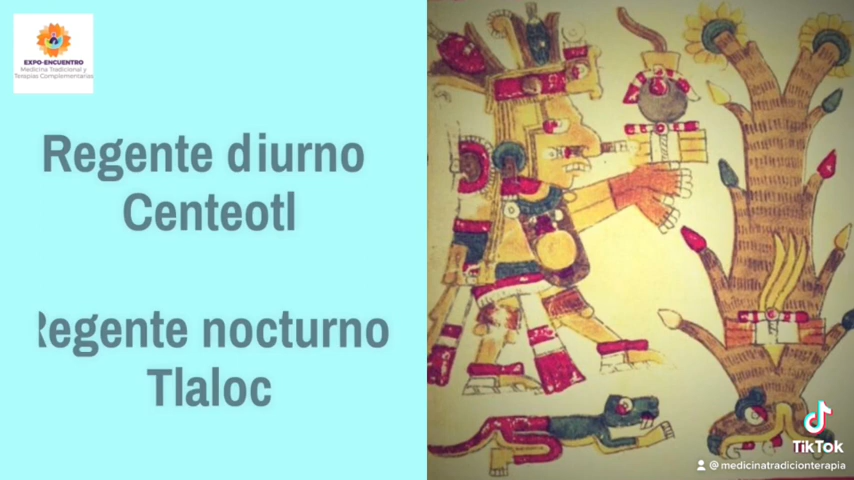 EXPO-ENCUENTRO
Medicina Tradicional y
Terapias Complementarias
Regente diurno
Centeotl
Regente nocturno
Tlaloc
TikTok
@medicinatradicionterapia